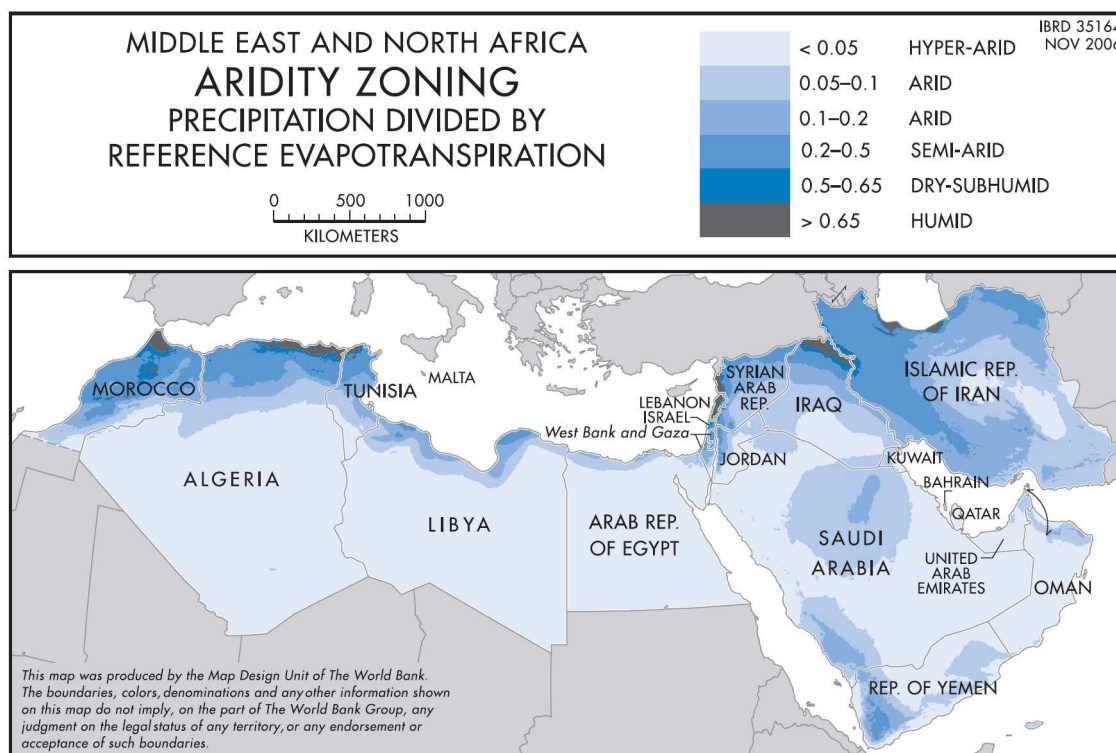 MIDDLE EAST AND NORTH AFRICA
ARIDITY ZONING
PRECIPITATION DIVIDED BY
REFERENCE EVAPOTRANSPIRATION
0 500 1000
KILOMETERS
IBRD 35164
NOV 2006
< 0.05 HYPER-ARID
0.05–0.1 ARID
0.1–0.2 ARID
0.2–0.5 SEMI-ARID
0.5–0.65 DRY-SUBHUMID
> 0.65 HUMID
MOROCCO
TUNISIA
MALTA
ALGERIA
LIBYA
ARAB REP.
OF EGYPT
LEBANON
ISRAEL
West Bank and Gaza
SYRIAN
ARAB
REP.
JORDAN
IRAQ
ISLAMIC REP.
OF IRAN
KUWAIT
BAHRAIN
QATAR
SAUDI
ARABIA
UNITED
ARAB
EMIRATES
OMAN
REP. OF YEMEN
This map was produced by the Map Design Unit of The World Bank.
The boundaries, colors, denominations and any other information shown
on this map do not imply, on the part of The World Bank Group, any
judgment on the legal status of any territory, or any endorsement or
acceptance of such boundaries.